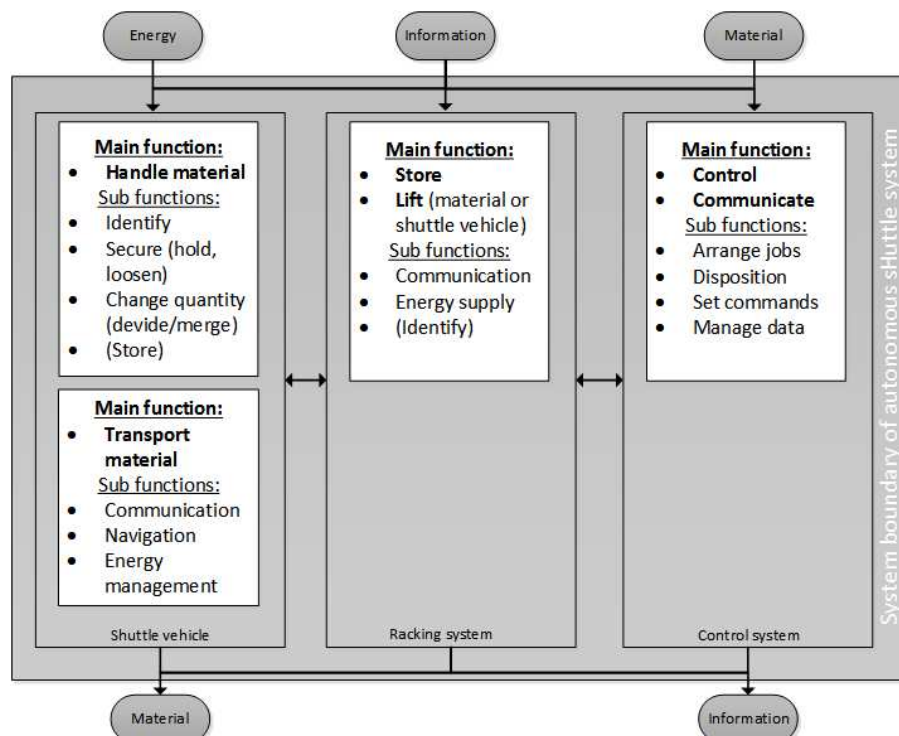 Energy
Information
Material
Main function:
• Handle material
Sub functions:
• Identify
• Secure (hold,
loosen)
• Change quantity
(devide/merge)
• (Store)
Main function:
• Transport
material
Sub functions:
• Communication
• Navigation
• Energy
management
Shuttle vehicle
Main function:
• Store
• Lift (material or
shuttle vehicle)
Sub functions:
• Communication
• Energy supply
• (Identify)
Racking system
Main function:
• Control
• Communicate
Sub functions:
• Arrange jobs
• Disposition
• Set commands
• Manage data
Control system
System boundary of autonomous sHuttle system
Material
Information